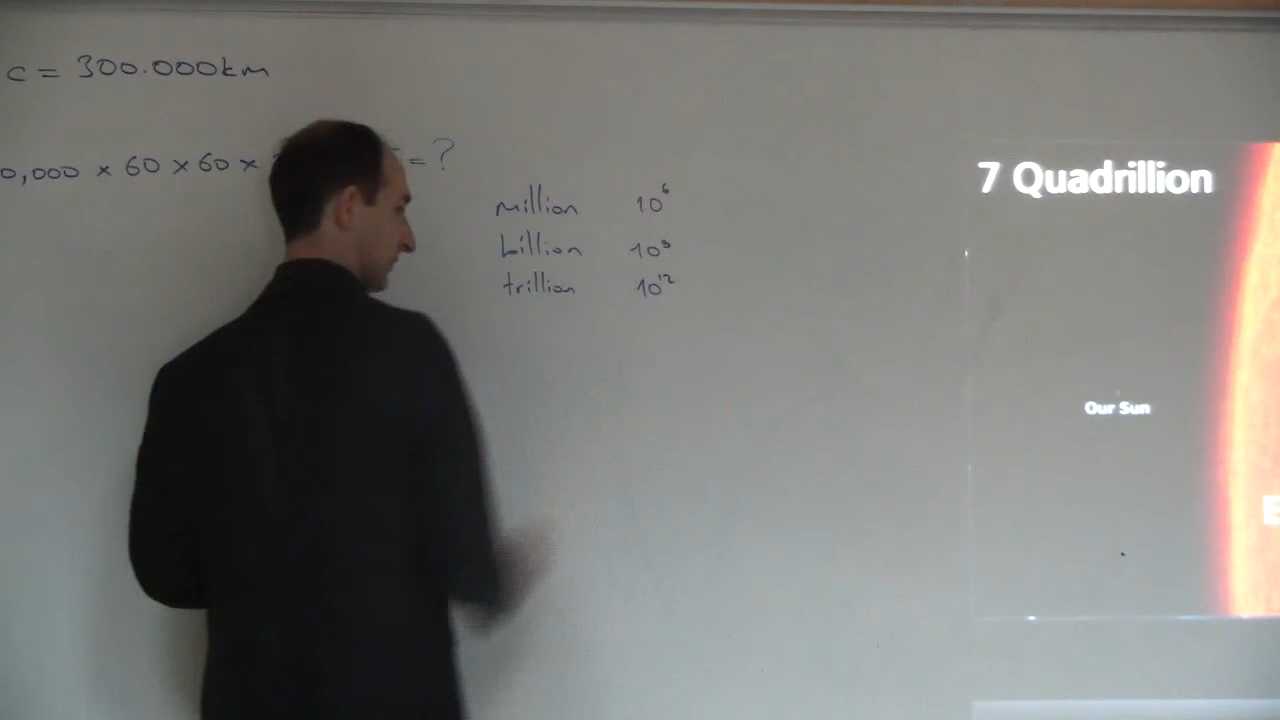 c = 300.000km
0,000 × 60 × 60 ×
= ?
million 10⁶
billion 10⁹
trillion 10¹²
7 Quadrillion
Our Sun
E